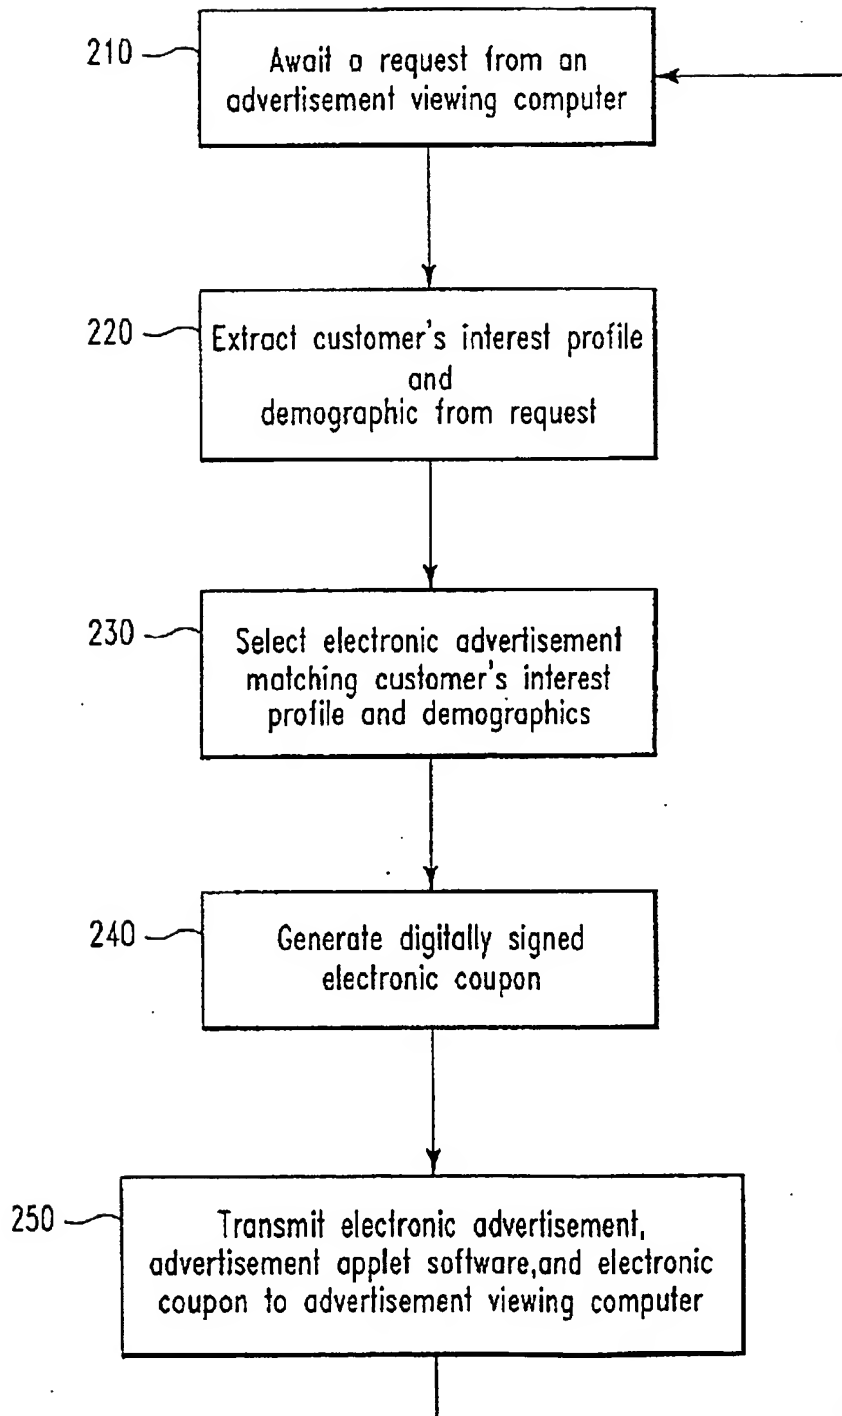 210
Await a request from an
advertisement viewing computer
220
Extract customer's interest profile
and
demographic from request
230
Select electronic advertisement
matching customer's interest
profile and demographics
240
Generate digitally signed
electronic coupon
250
Transmit electronic advertisement,
advertisement applet software,and electronic
coupon to advertisement viewing computer